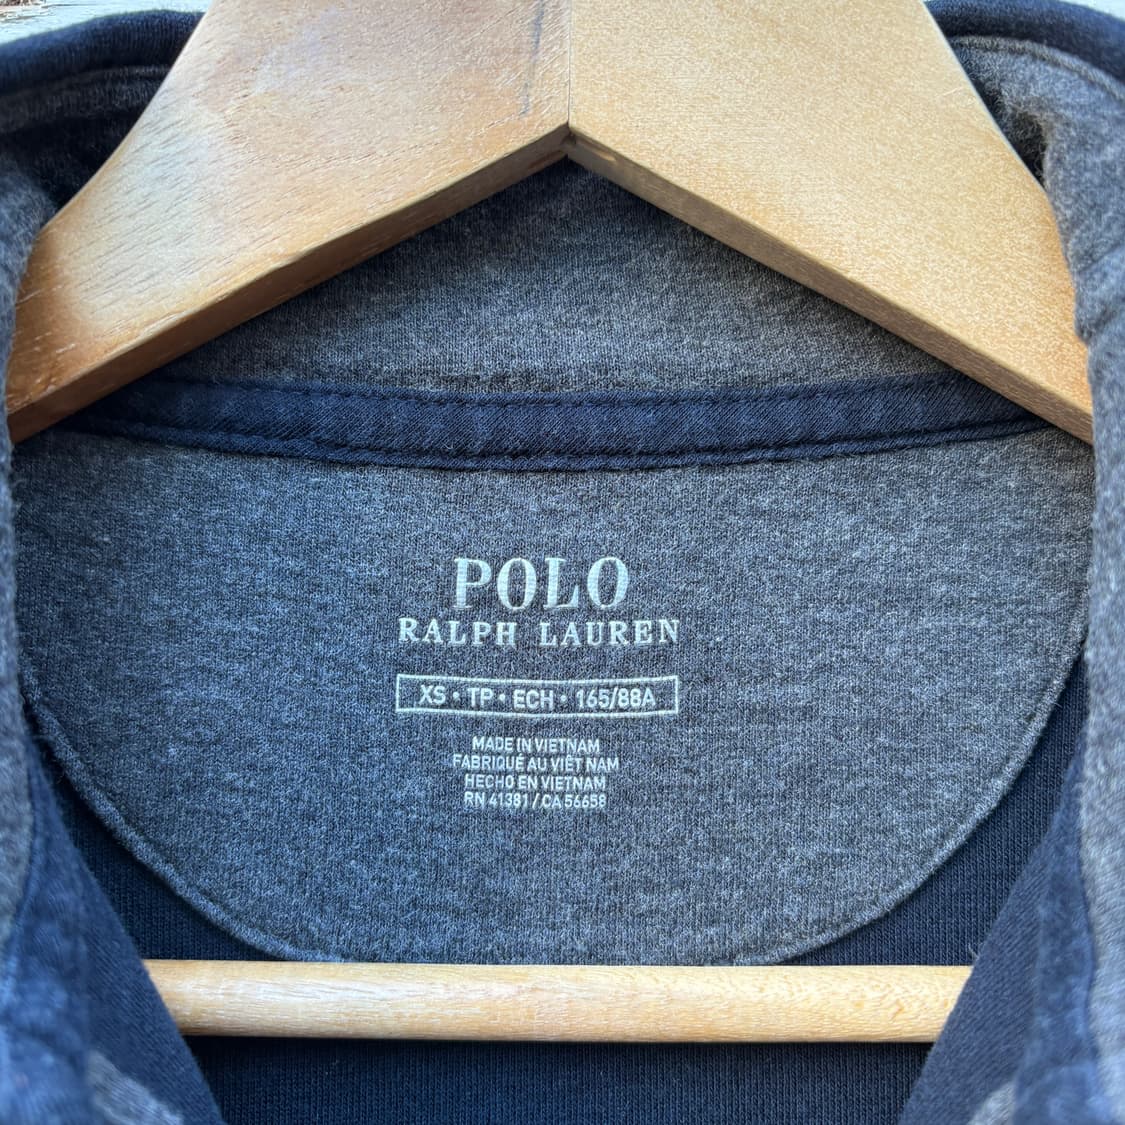 POLO
RALPH LAUREN
XS • TP • ECH • 165/88A
MADE IN VIETNAM
FABRIQUÉ AU VIÊT NAM
HECHO EN VIETNAM
RN 41381 / CA 56658